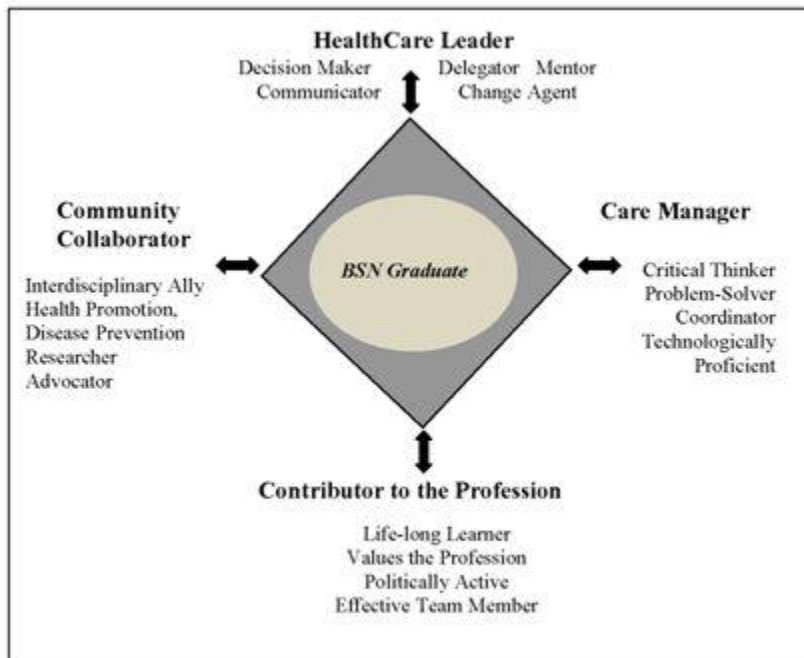 HealthCare Leader
Decision Maker Delegator Mentor
Communicator Change Agent
Community
Collaborator
Interdisciplinary Ally
Health Promotion,
Disease Prevention
Researcher
Advocator
BSN Graduate
Care Manager
Critical Thinker
Problem-Solver
Coordinator
Technologically
Proficient
Contributor to the Profession
Life-long Learner
Values the Profession
Politically Active
Effective Team Member